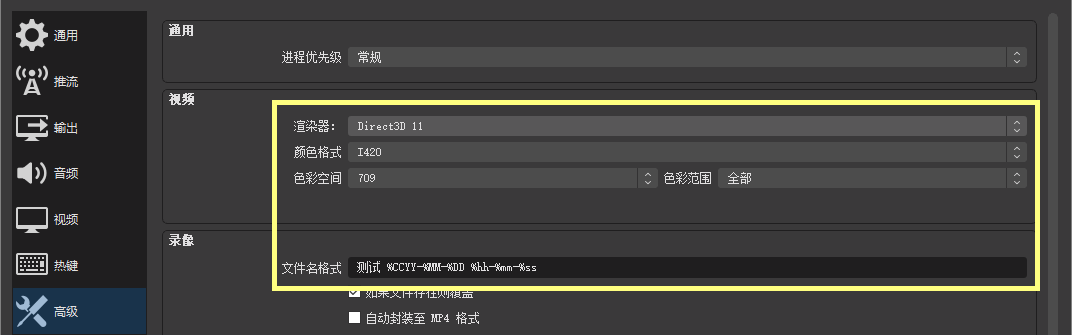 通用
推流
输出
音频
视频
热键
高级
通用
进程优先级 常规
视频
渲染器: Direct3D 11
颜色格式 I420
色彩空间 709 色彩范围 全部
录像
文件名格式 测试 %CCYY-%MM-%DD %hh-%mm-%ss
如果文件存在则覆盖
自动封装至 MP4 格式